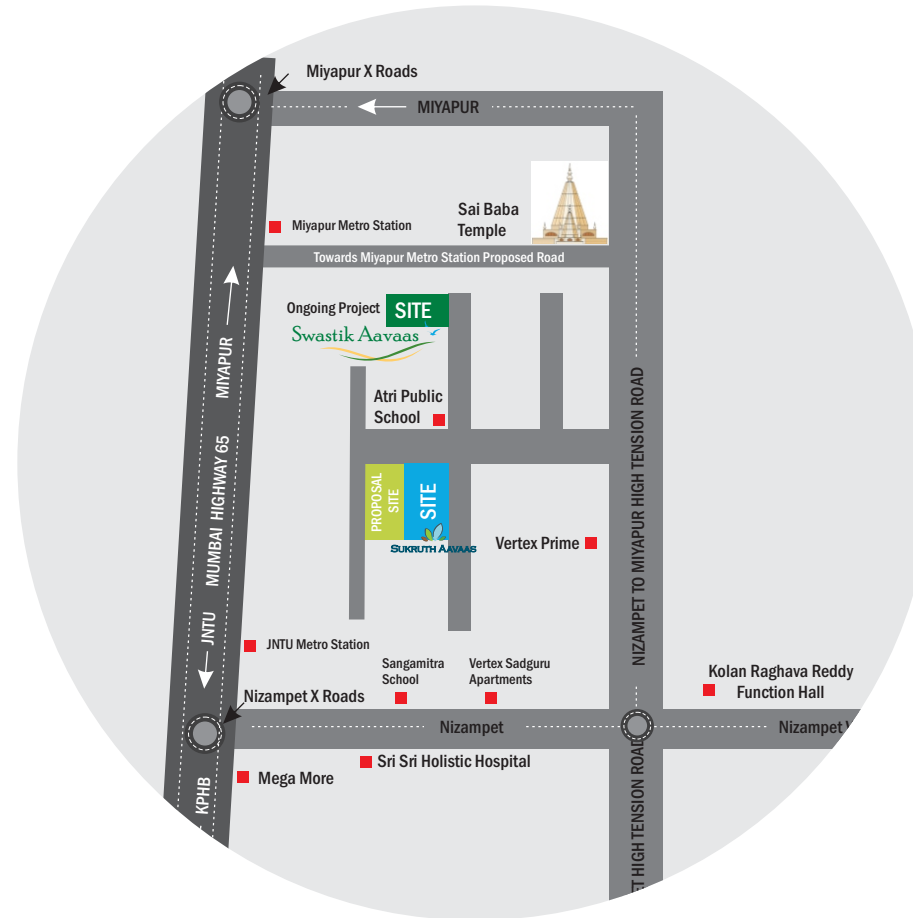 Miyapur X Roads
MIYAPUR
Sai Baba
Temple
Miyapur Metro Station
Towards Miyapur Metro Station Proposed Road
Ongoing Project
SITE
Swastik Aavaas
MIYAPUR
MUMBAI HIGHWAY 65
JNTU
KPHB
Atri Public
School
PROPOSAL
SITE
SITE
SUKRUTH AAVAAS
Vertex Prime
NIZAMPET TO MIYAPUR HIGH TENSION ROAD
JNTU Metro Station
Sangamitra
School
Vertex Sadguru
Apartments
Kolan Raghava Reddy
Function Hall
Nizampet X Roads
Nizampet
Nizampet
Sri Sri Holistic Hospital
Mega More
ET HIGH TENSION ROAD